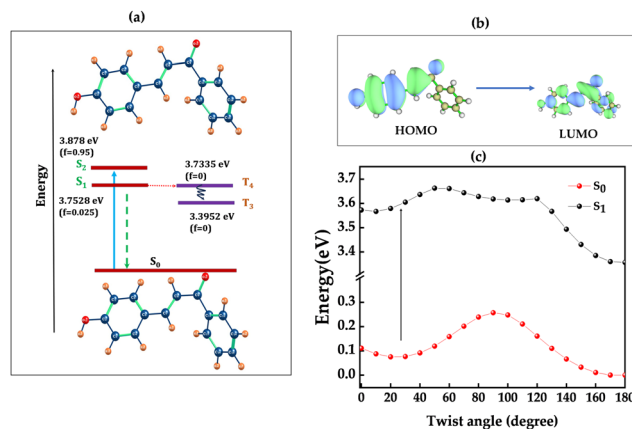 (a)
Energy
3.878 eV
(f=0.95)
S2
S1
3.7528 eV
(f=0.025)
3.7335 eV
(f=0)
T4
T3
3.3952 eV
(f=0)
S0
(b)
HOMO
LUMO
(c)
S0
S1
Energy(eV)
3.7
3.6
3.5
3.4
0.3
0.2
0.1
0.0
0 20 40 60 80 100 120 140 160 180
Twist angle (degree)